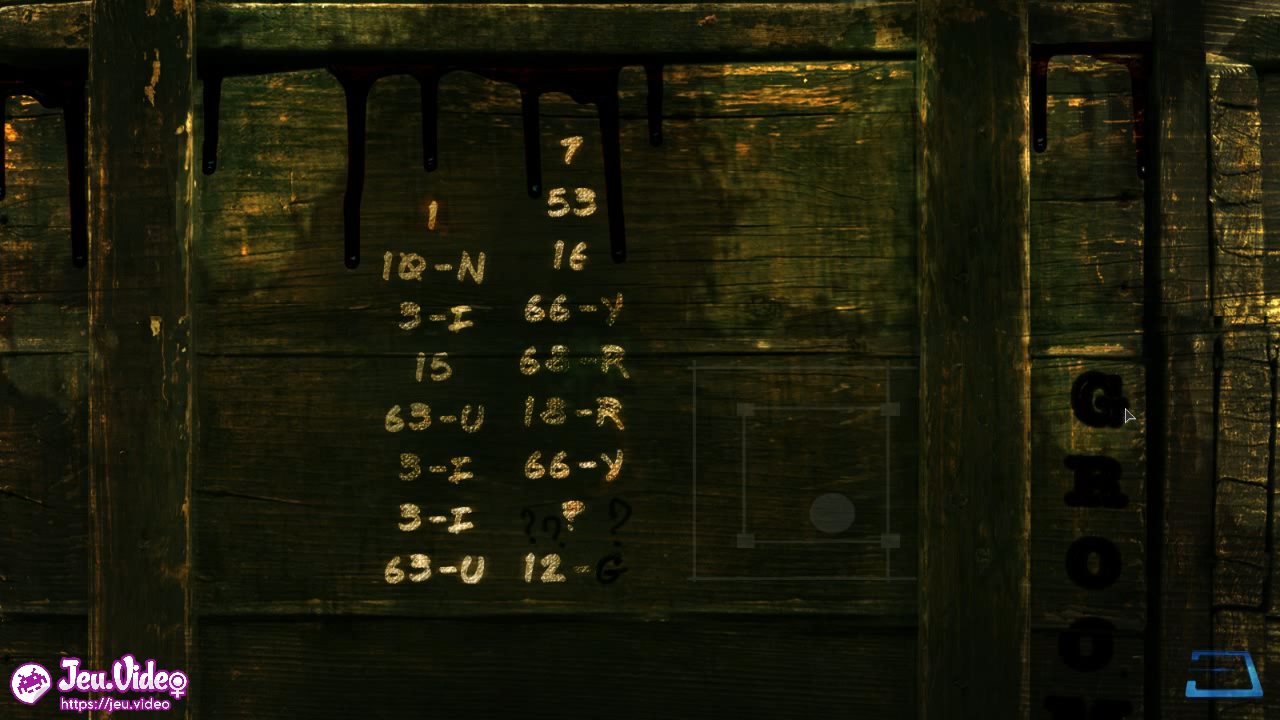 1
10-N
3-I
15
63-U
3-I
3-I
63-U
7
53
16
66-Y
68-R
18-R
66-Y
??? ?
12-G
G
R
O
O
Jeu.Video
https://jeu.video